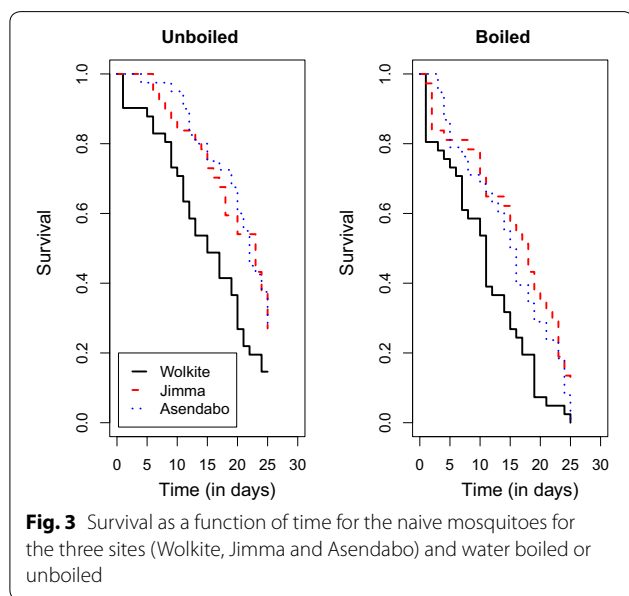 Unboiled
Boiled
Survival
1.0
0.8
0.6
0.4
0.2
0.0
Wolkite
Jimma
Asendabo
0 5 10 15 20 25 30
Time (in days)
Survival
1.0
0.8
0.6
0.4
0.2
0.0
0 5 10 15 20 25 30
Time (in days)
Fig. 3 Survival as a function of time for the naive mosquitoes for
the three sites (Wolkite, Jimma and Asendabo) and water boiled or
unboiled